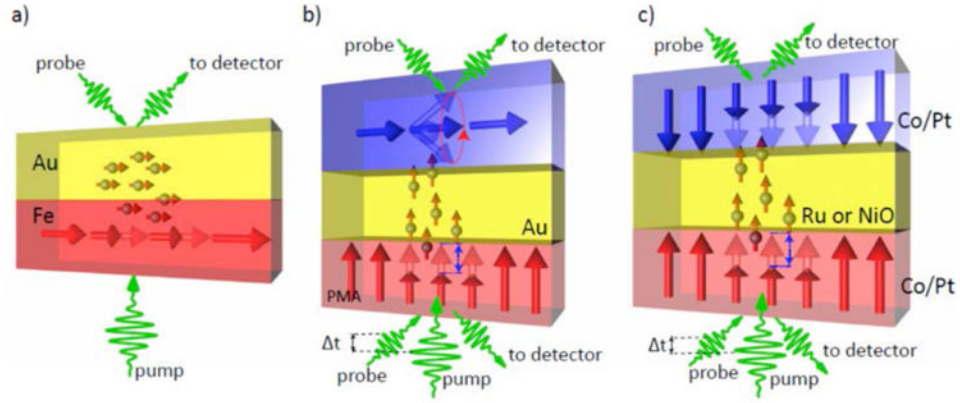 a)
probe
to detector
Au
Fe
pump
b)
probe
to detector
Au
PMA
Δt
probe
pump
to detector
c)
probe
to detector
Co/Pt
Ru or NiO
Co/Pt
Δt
probe
pump
to detector